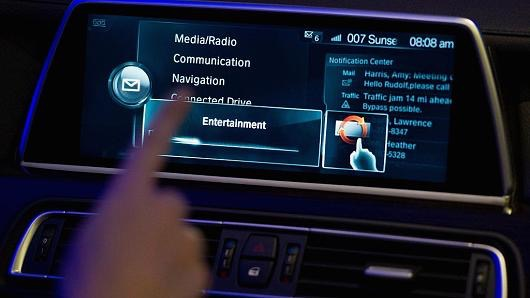 6
007 Sunse
08:08 am
Media/Radio
Communication
Navigation
Connected Drive
Entertainment
Notification Center
Mail Harris, Amy: Meeting
Hello Rudolf,please call
Traffic Traffic jam 14 mi ahea
Bypass possible.
, Lawrence
-8347
eather
-5328